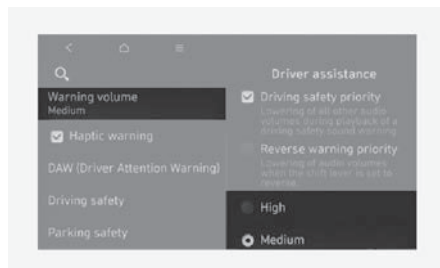 Driver assistance
Warning volume
Medium
Haptic warning
DAW (Driver Attention Warning)
Driving safety
Parking safety
Driving safety priority
Lowering of all other audio
volumes during playback of a
driving safety sound warning.
Reverse warning priority
Lowering of audio volumes
when the shift lever is set to
reverse.
High
Medium